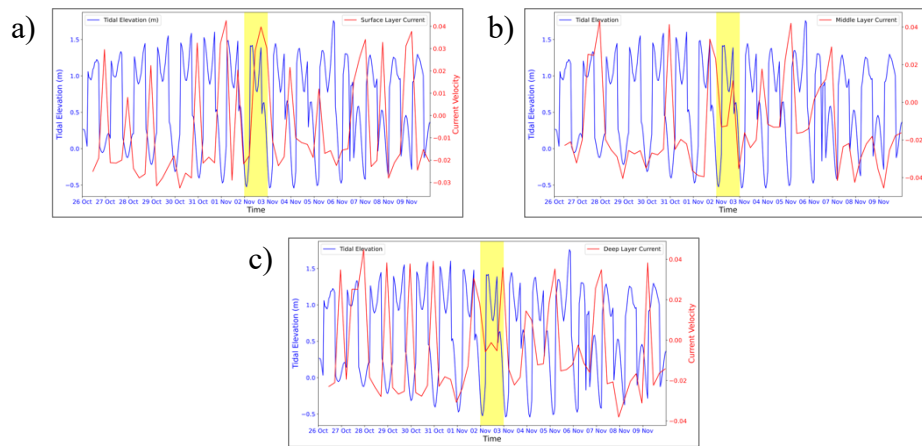 a)
Tidal Elevation (m)
Surface Layer Current
1.5
1.0
0.5
0.0
−0.5
Tidal Elevation (m)
0.04
0.03
0.02
0.01
0.00
−0.01
−0.02
−0.03
Current Velocity
26 Oct 27 Oct 28 Oct 29 Oct 30 Oct 31 Oct 01 Nov 02 Nov 03 Nov 04 Nov 05 Nov 06 Nov 07 Nov 08 Nov 09 Nov
Time
b)
Tidal Elevation
Middle Layer Current
1.5
1.0
0.5
0.0
−0.5
Tidal Elevation (m)
0.04
0.02
0.00
−0.02
−0.04
Current Velocity
26 Oct 27 Oct 28 Oct 29 Oct 30 Oct 31 Oct 01 Nov 02 Nov 03 Nov 04 Nov 05 Nov 06 Nov 07 Nov 08 Nov 09 Nov
Time
c)
Tidal Elevation
Deep Layer Current
1.5
1.0
0.5
0.0
−0.5
Tidal Elevation (m)
0.04
0.02
0.00
−0.02
−0.04
Current Velocity
26 Oct 27 Oct 28 Oct 29 Oct 30 Oct 31 Oct 01 Nov 02 Nov 03 Nov 04 Nov 05 Nov 06 Nov 07 Nov 08 Nov 09 Nov
Time